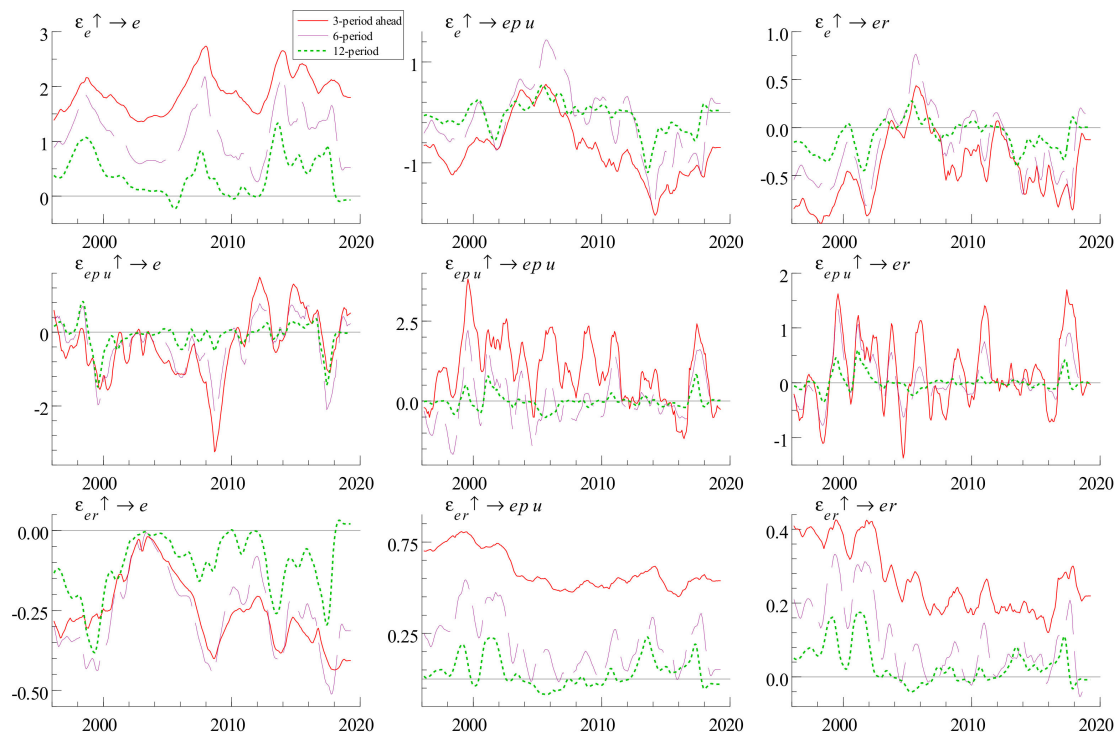 ε_e ↑ → e
ε_e ↑ → ep u
ε_e ↑ → er
3-period ahead
6-period
12-period
3
2
1
0
1
-1
1.0
0.5
0.0
-0.5
2000 2010 2020
2000 2010 2020
2000 2010 2020
ε_ep u ↑ → e
ε_ep u ↑ → ep u
ε_ep u ↑ → er
0
-2
2.5
0.0
2
1
0
-1
2000 2010 2020
2000 2010 2020
2000 2010 2020
ε_er ↑ → e
ε_er ↑ → ep u
ε_er ↑ → er
0.00
-0.25
-0.50
0.75
0.25
0.4
0.2
0.0
2000 2010 2020
2000 2010 2020
2000 2010 2020